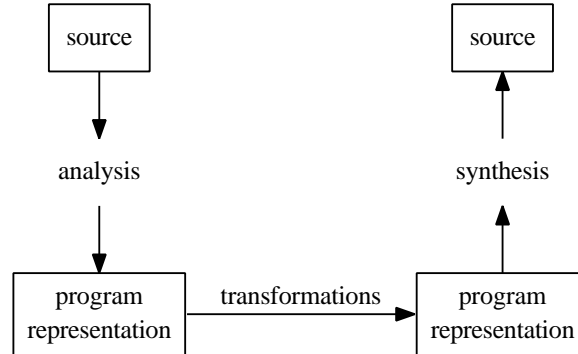 source
source
analysis
synthesis
program
representation
transformations
program
representation